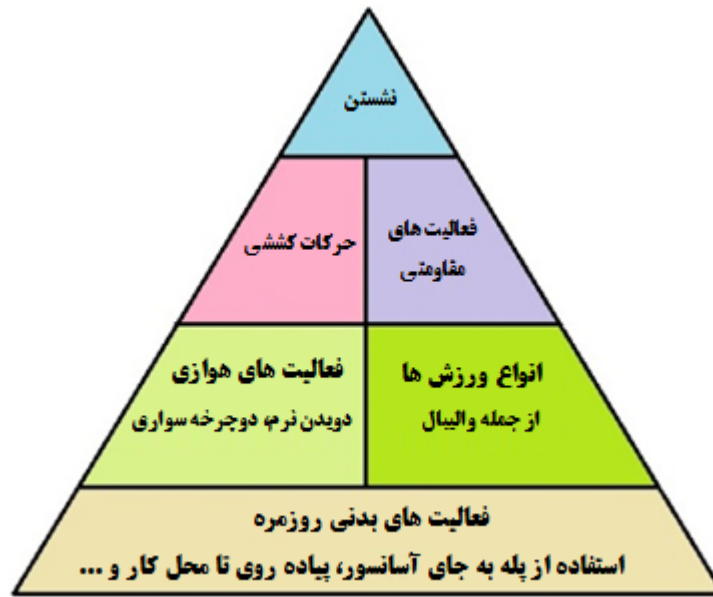 نشستن
فعالیت های
مقاومتی
حرکات کششی
انواع ورزش ها
از جمله والیبال
فعالیت های هوازی
دویدن نرم، دوچرخه سواری
فعالیت های بدنی روزمره
استفاده از پله به جای آسانسور، پیاده روی تا محل کار و ...